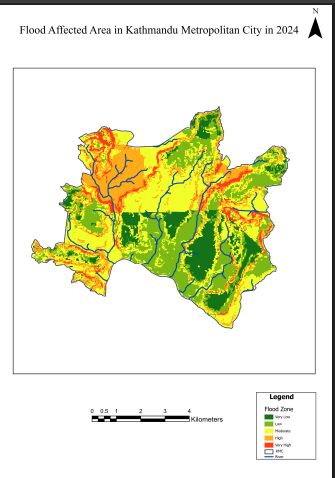 N
Flood Affected Area in Kathmandu Metropolitan City in 2024
0 0.5 1 2 3 4
Kilometers
Legend
Flood Zone
Very Low
Low
Moderate
High
Very High
KMC
River